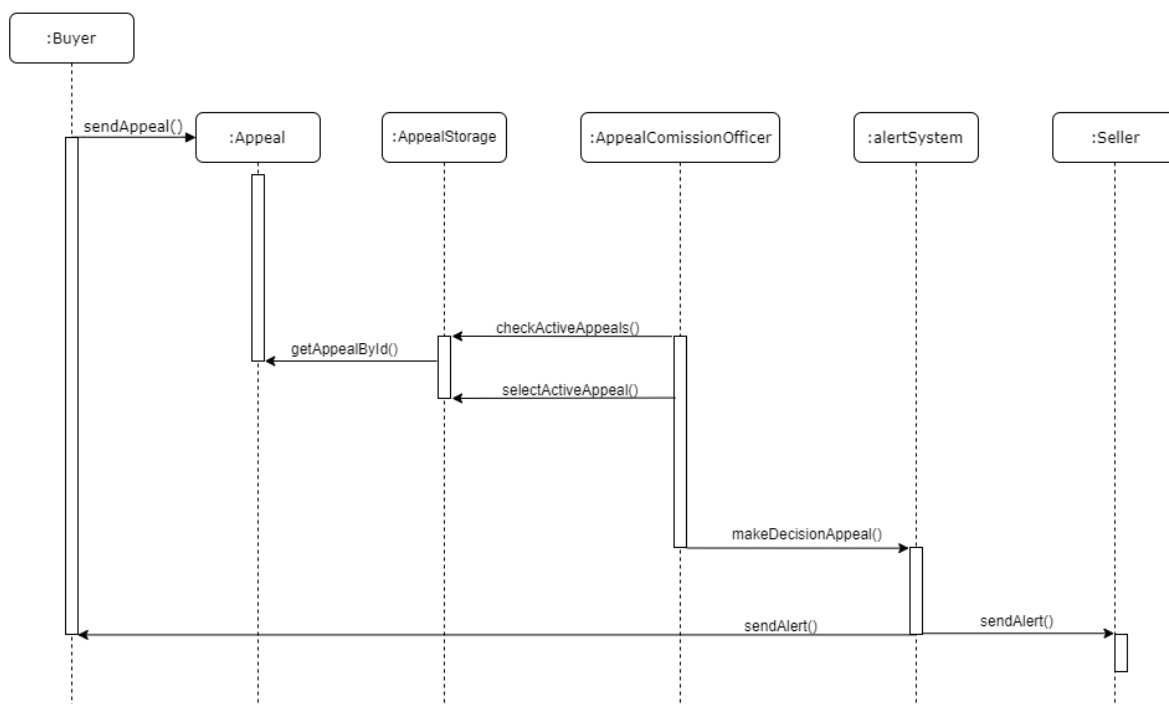 :Buyer
sendAppeal()
:Appeal
:AppealStorage
:AppealComissionOfficer
:alertSystem
:Seller
checkActiveAppeals()
getAppealById()
selectActiveAppeal()
makeDecisionAppeal()
sendAlert()
sendAlert()